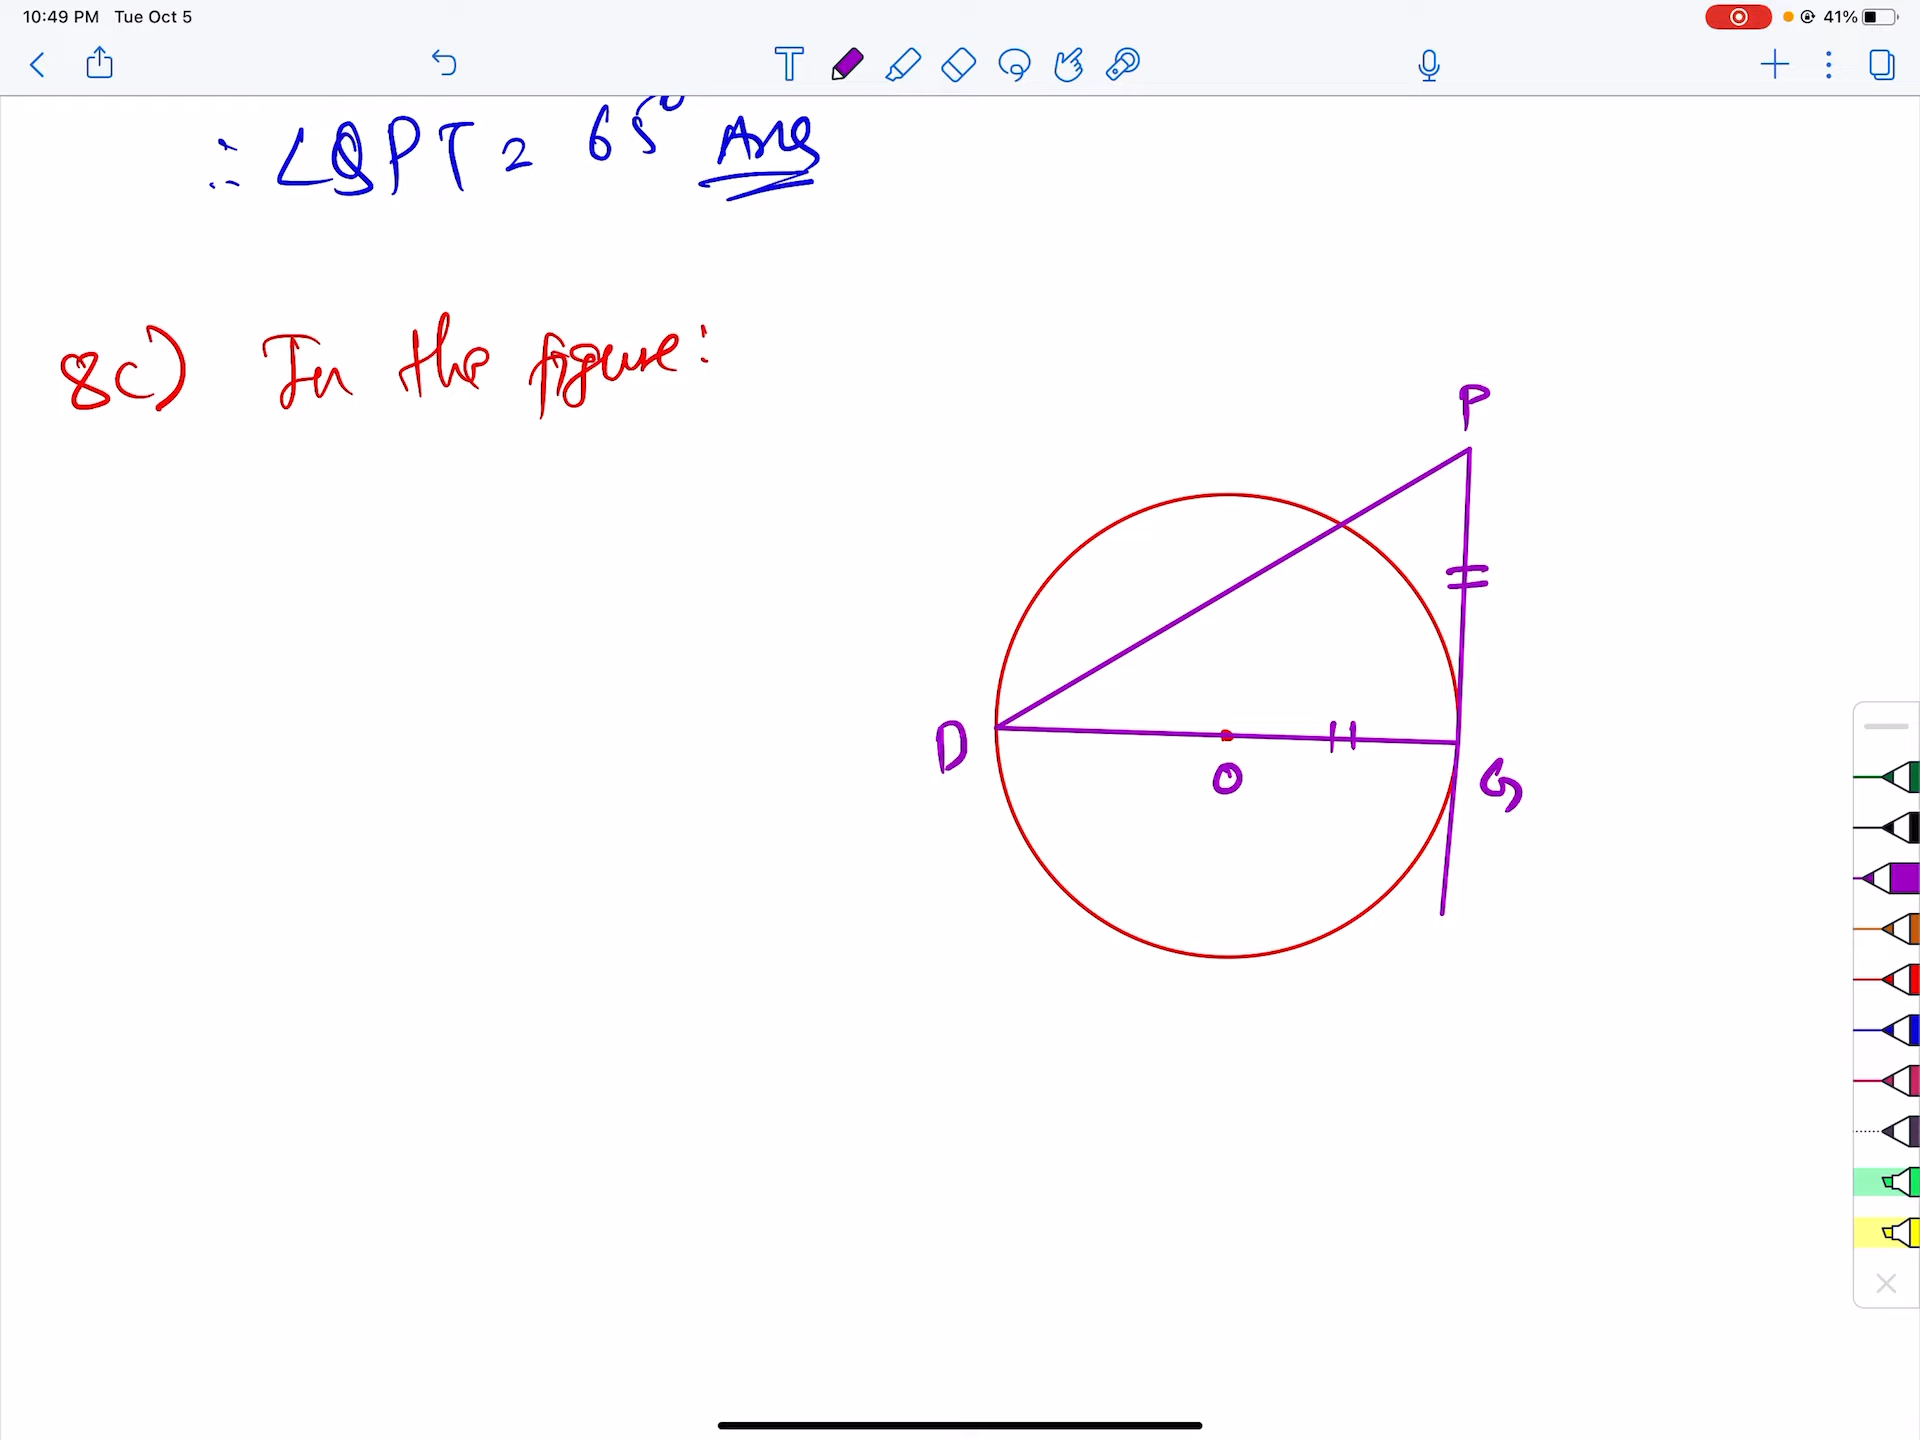 10:49 PM Tue Oct 5
41%
T
∴ ∠QPT = 65° Ans
8c) In the figure:
P
D
O
G